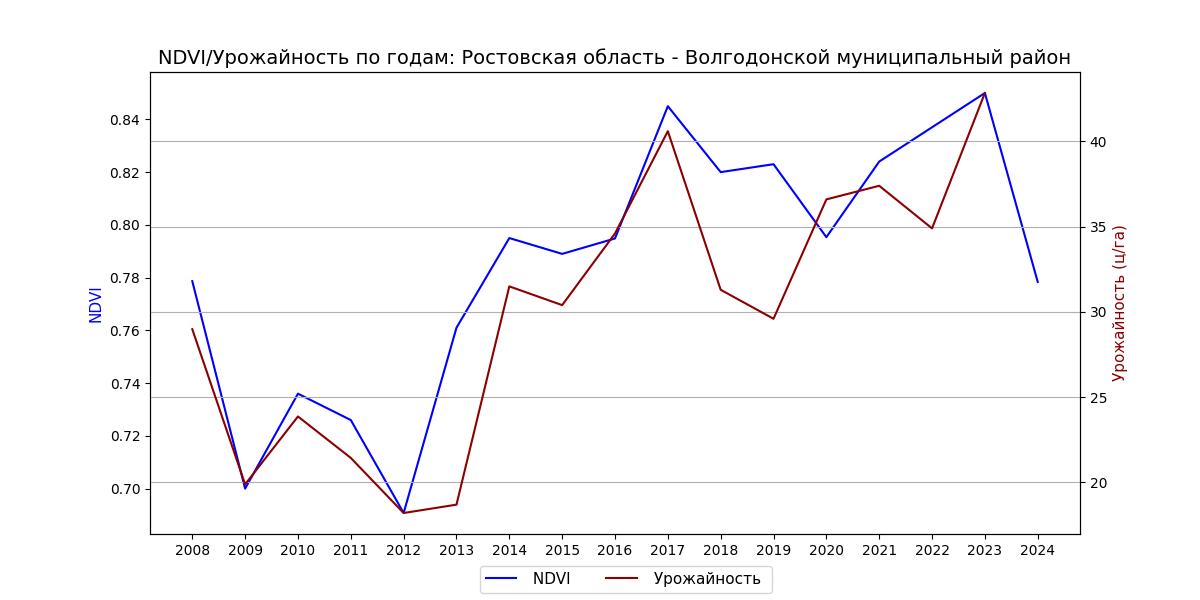 NDVI/Урожайность по годам: Ростовская область - Волгодонской муниципальный район
0.84
0.82
0.80
0.78
0.76
0.74
0.72
0.70
NDVI
40
35
30
25
20
Урожайность (ц/га)
2008 2009 2010 2011 2012 2013 2014 2015 2016 2017 2018 2019 2020 2021 2022 2023 2024
NDVI Урожайность